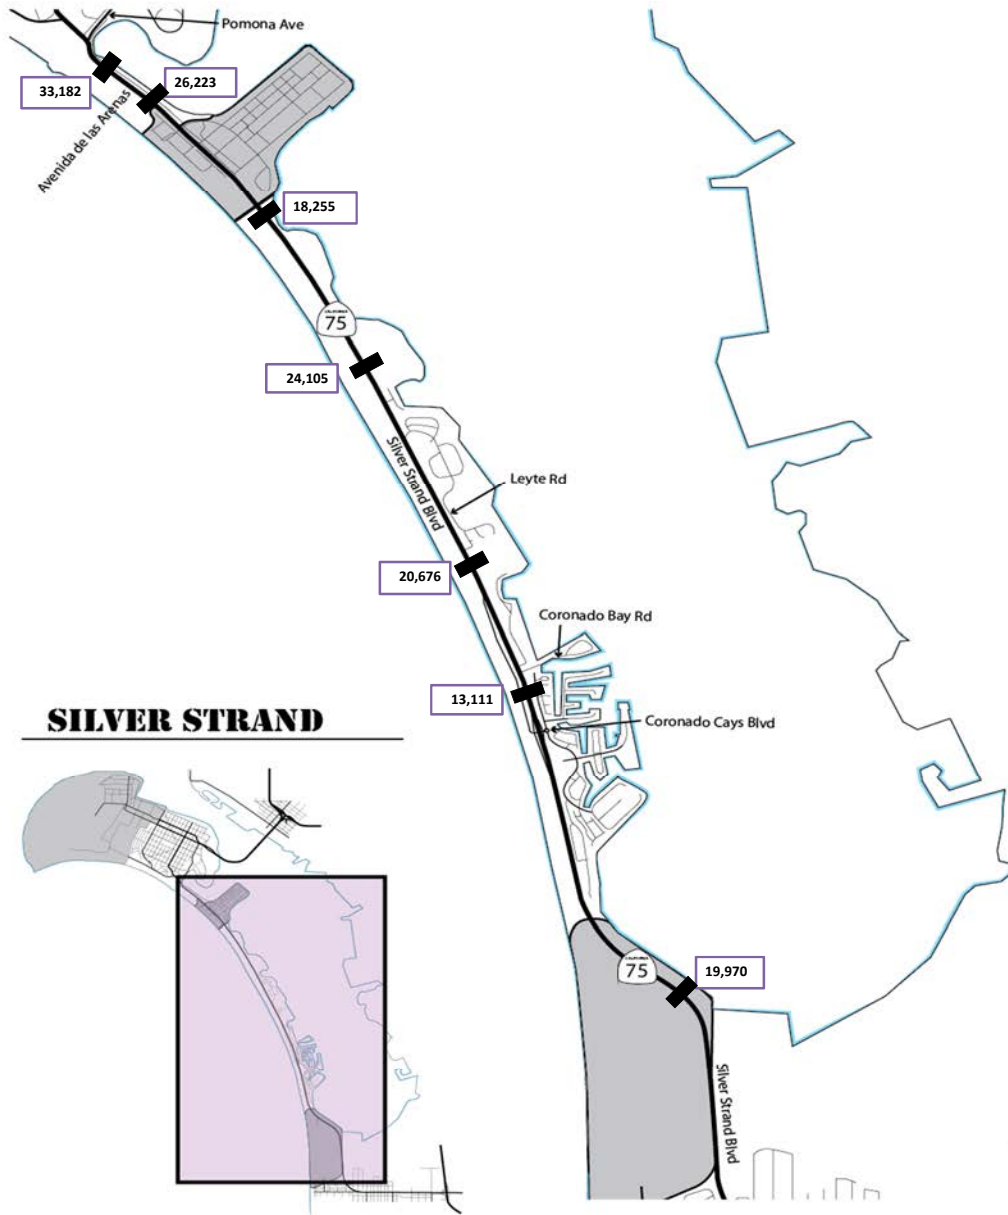 Pomona Ave
33,182
26,223
Avenida de las Arenas
18,255
CALIFORNIA
75
24,105
Silver Strand Blvd
Leyte Rd
20,676
Coronado Bay Rd
13,111
Coronado Cays Blvd
SILVER STRAND
CALIFORNIA
75
19,970
Silver Strand Blvd